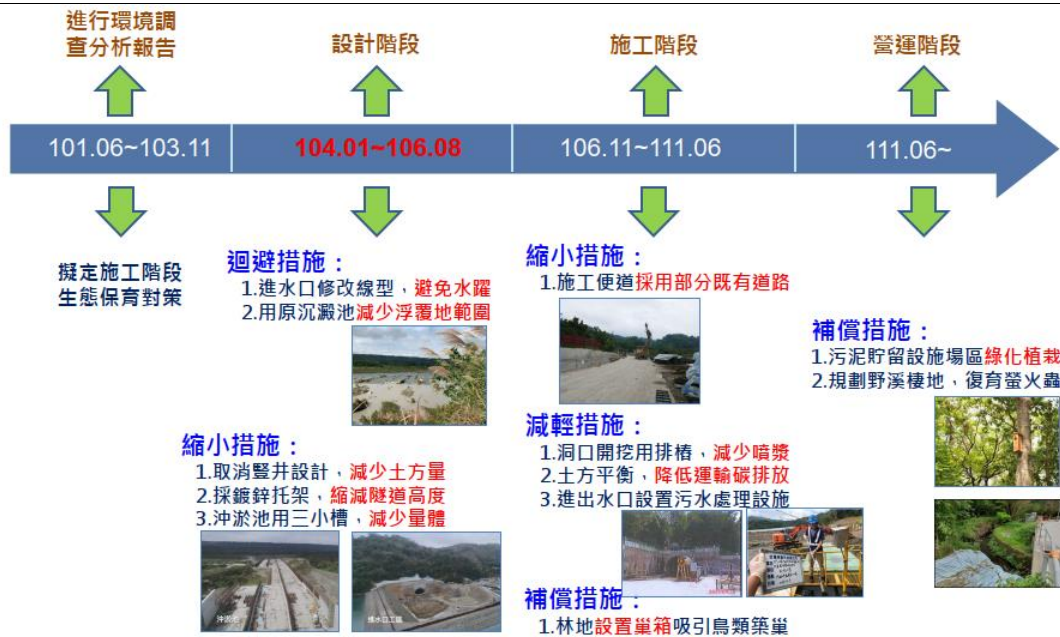 進行環境調
查分析報告
設計階段
施工階段
營運階段
101.06~103.11
104.01~106.08
106.11~111.06
111.06~
擬定施工階段
生態保育對策
迴避措施：
1.進水口修改線型，避免水躍
2.用原沉澱池減少浮覆地範圍
縮小措施：
1.取消豎井設計，減少土方量
2.採鍍鋅托架，縮減隧道高度
3.沖淤池用三小槽，減少量體
沖淤池
進水口工區
縮小措施：
1.施工便道採用部分既有道路
減輕措施：
1.洞口開挖用排樁，減少噴漿
2.土方平衡，降低運輸碳排放
3.進出水口設置污水處理設施
補償措施：
1.林地設置巢箱吸引鳥類築巢
補償措施：
1.污泥貯留設施場區綠化植栽
2.規劃野溪棲地，復育螢火蟲